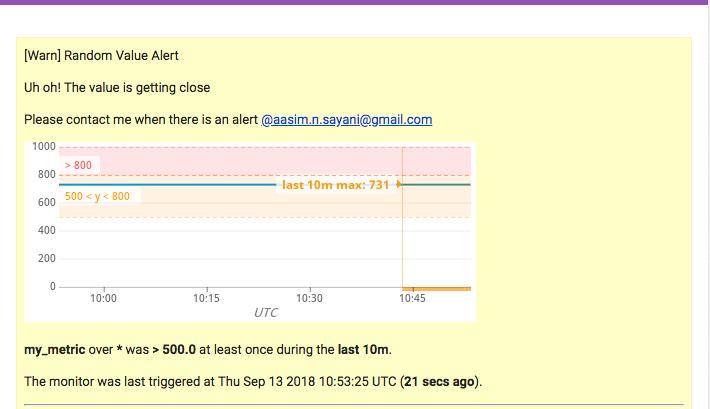 [Warn] Random Value Alert
Uh oh! The value is getting close
Please contact me when there is an alert @aasim.n.sayani@gmail.com
1000
> 800
800
last 10m max: 731
500 < y < 800
600
400
200
0
10:00 10:15 10:30 10:45
UTC
my_metric over * was > 500.0 at least once during the last 10m.
The monitor was last triggered at Thu Sep 13 2018 10:53:25 UTC (21 secs ago).